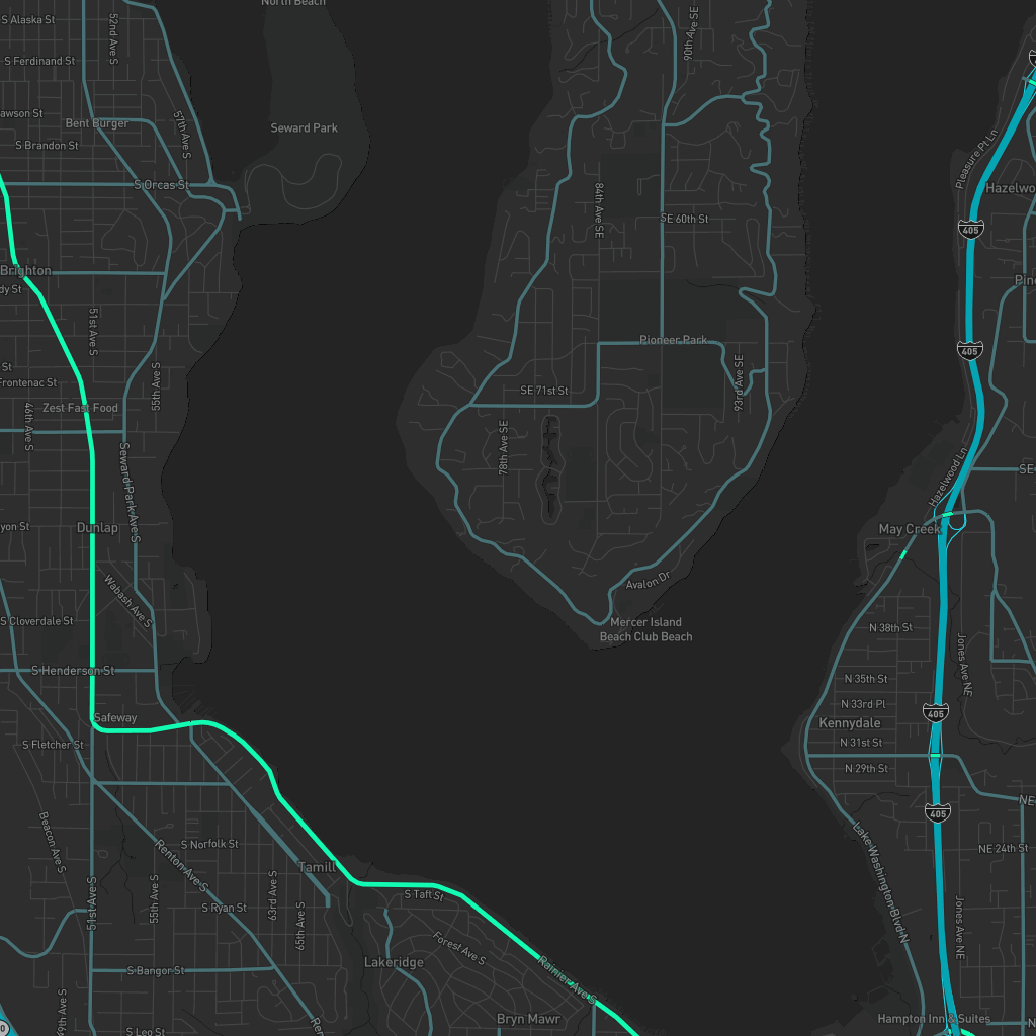 North Beach
S Alaska St
52nd Ave S
90th Ave SE
S Ferdinand St
awson St
Bent Burger
57th Ave S
Seward Park
S Brandon St
Pleasure Pt Ln
S Orcas St
Hazelwo
84th Ave SE
SE 60th St
405
Brighton
dy St
Pine
51st Ave S
Pioneer Park
405
St
Frontenac St
55th Ave S
SE 71st St
93rd Ave SE
Zest Fast Food
46th Ave S
78th Ave SE
Seward Park Ave S
Hazelwood Ln
SE
yon St
Dunlap
May Creek
Wabash Ave S
Avalon Dr
S Cloverdale St
Mercer Island
Beach Club Beach
N 38th St
Jones Ave NE
S Henderson St
N 35th St
N 33rd Pl
405
Safeway
Kennydale
S Fletcher St
N 31st St
N 29th St
NE
405
Beacon Ave S
S Norfolk St
Renton Ave S
NE 24th St
Lake Washington Blvd N
Tamill
51st Ave S
55th Ave S
63rd Ave S
S Taft St
S Ryan St
65th Ave S
Jones Ave NE
Forest Ave S
Lakeridge
S Bangor St
Rainier Ave S
49th Ave S
Bryn Mawr
Hampton Inn & Suites
0
S Leo St
Ren